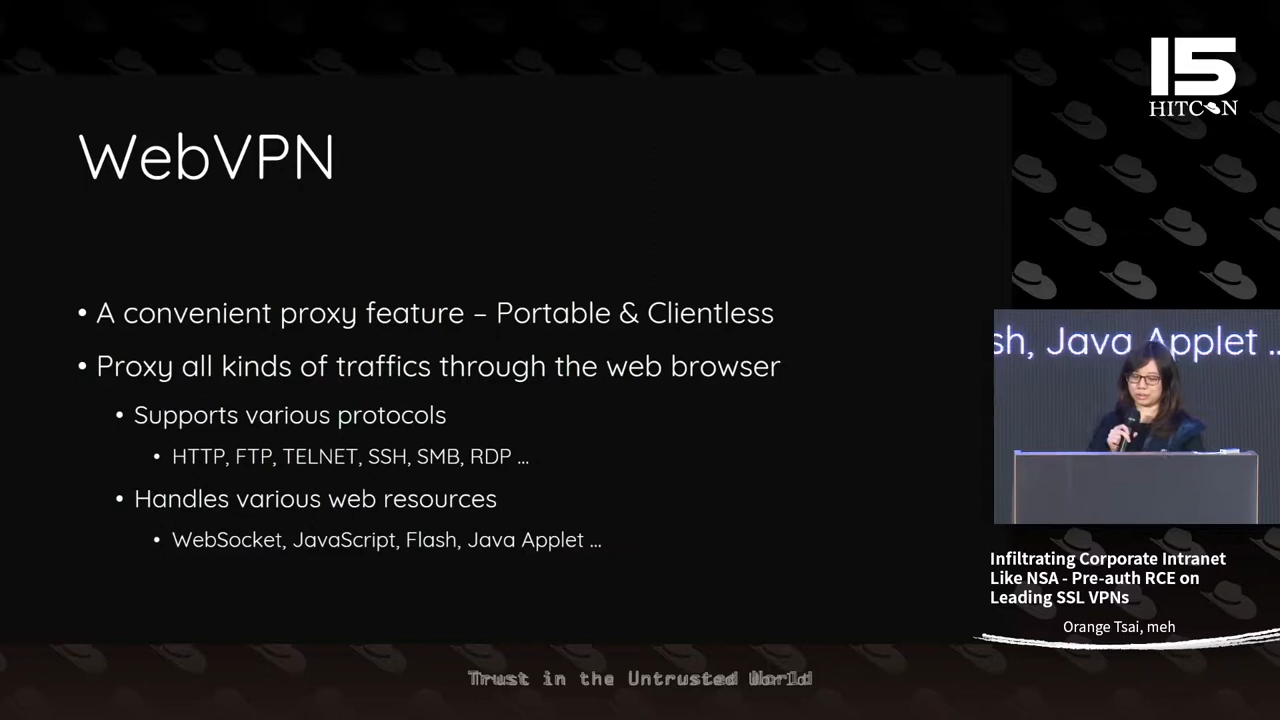 15
HITCON
WebVPN
• A convenient proxy feature – Portable & Clientless
• Proxy all kinds of traffics through the web browser
• Supports various protocols
• HTTP, FTP, TELNET, SSH, SMB, RDP ...
• Handles various web resources
• WebSocket, JavaScript, Flash, Java Applet ...
sh, Java Applet ..
Infiltrating Corporate Intranet
Like NSA - Pre-auth RCE on
Leading SSL VPNs
Orange Tsai, meh
Trust in the Untrusted World